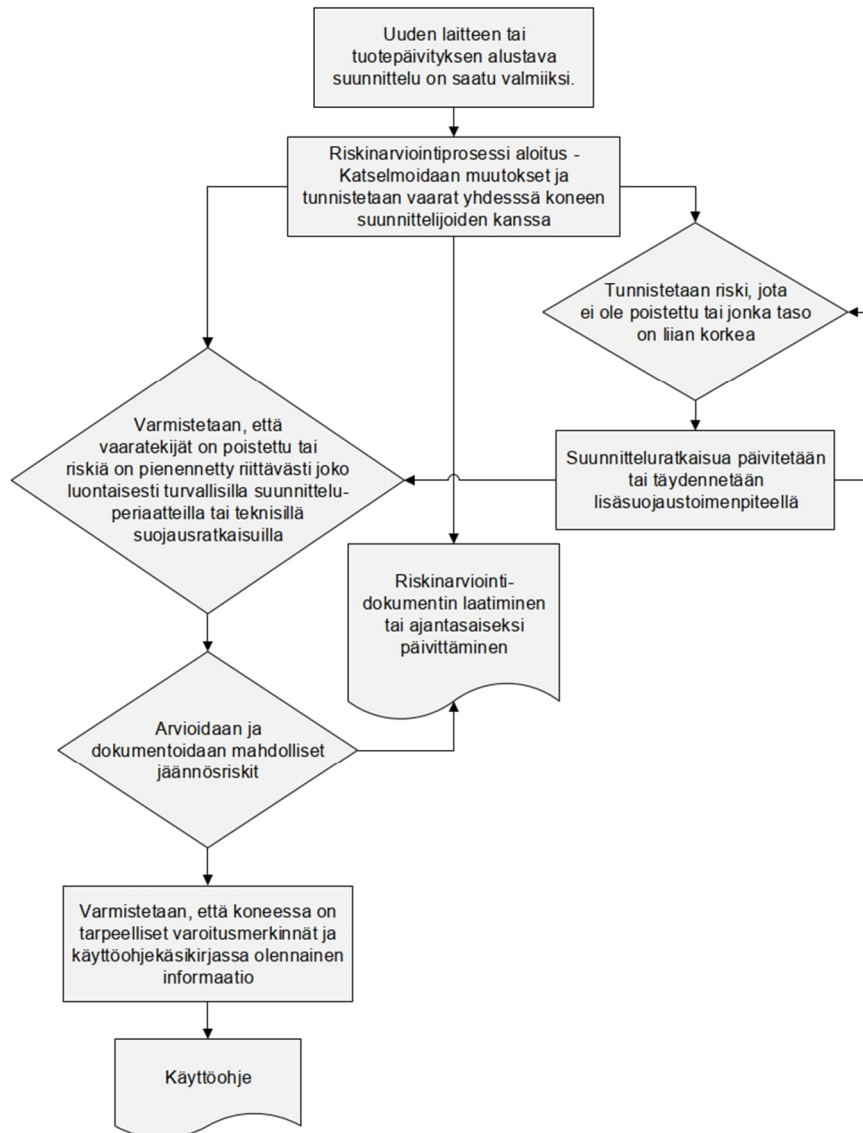 Uuden laitteen tai
tuotepäivityksen alustava
suunnittelu on saatu valmiiksi.
Riskinarviointiprosessi aloitus -
Katselmoidaan muutokset ja
tunnistetaan vaarat yhdesssä koneen
suunnittelijoiden kanssa
Tunnistetaan riski, jota
ei ole poistettu tai jonka taso
on liian korkea
Varmistetaan, että
vaaratekijät on poistettu tai
riskiä on pienennetty riittävästi joko
luontaisesti turvallisilla suunnittelu-
periaatteilla tai teknisillä
suojausratkaisuilla
Suunnitteluratkaisua päivitetään
tai täydennetään
lisäsuojaustoimenpiteellä
Riskinarviointi-
dokumentin laatiminen
tai ajantasaiseksi
päivittäminen
Arvioidaan ja
dokumentoidaan mahdolliset
jäännösriskit
Varmistetaan, että koneessa on
tarpeelliset varoitusmerkinnät ja
käyttöohjekäsikirjassa olennainen
informaatio
Käyttöohje